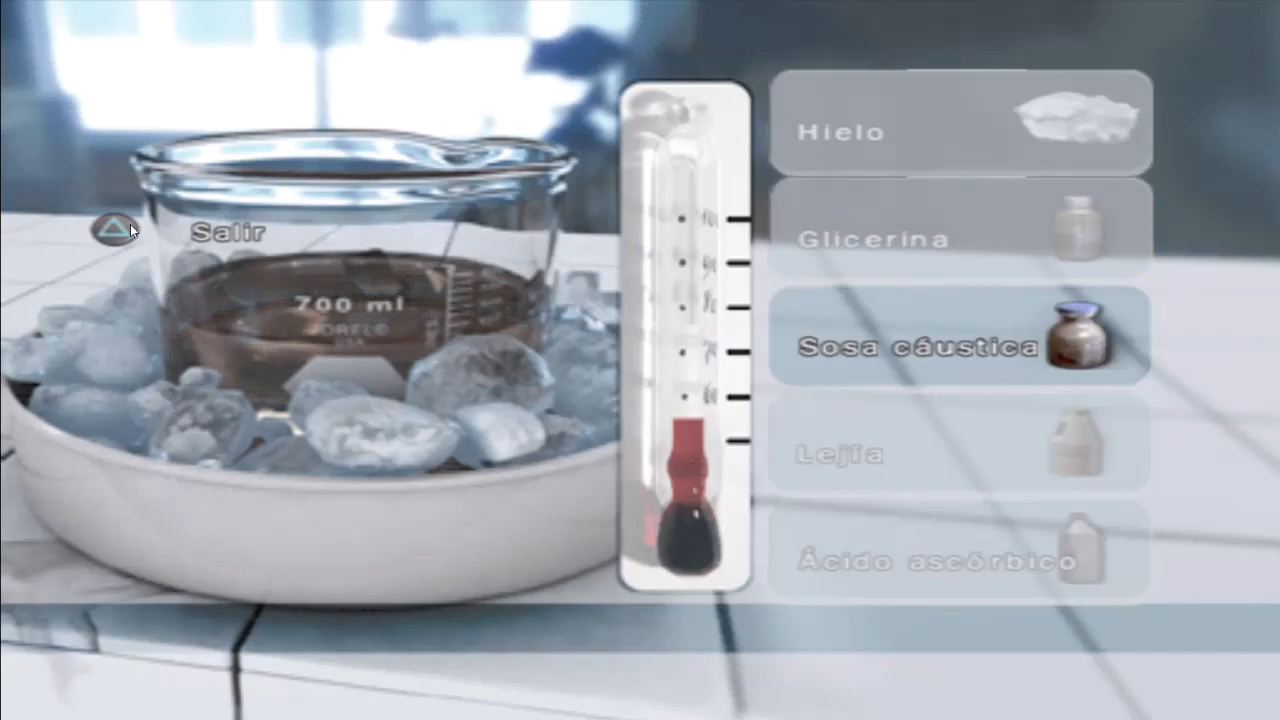 Hielo
Glicerina
Salir
700 ml
Sosa cáustica
Lejía
Ácido ascórbico